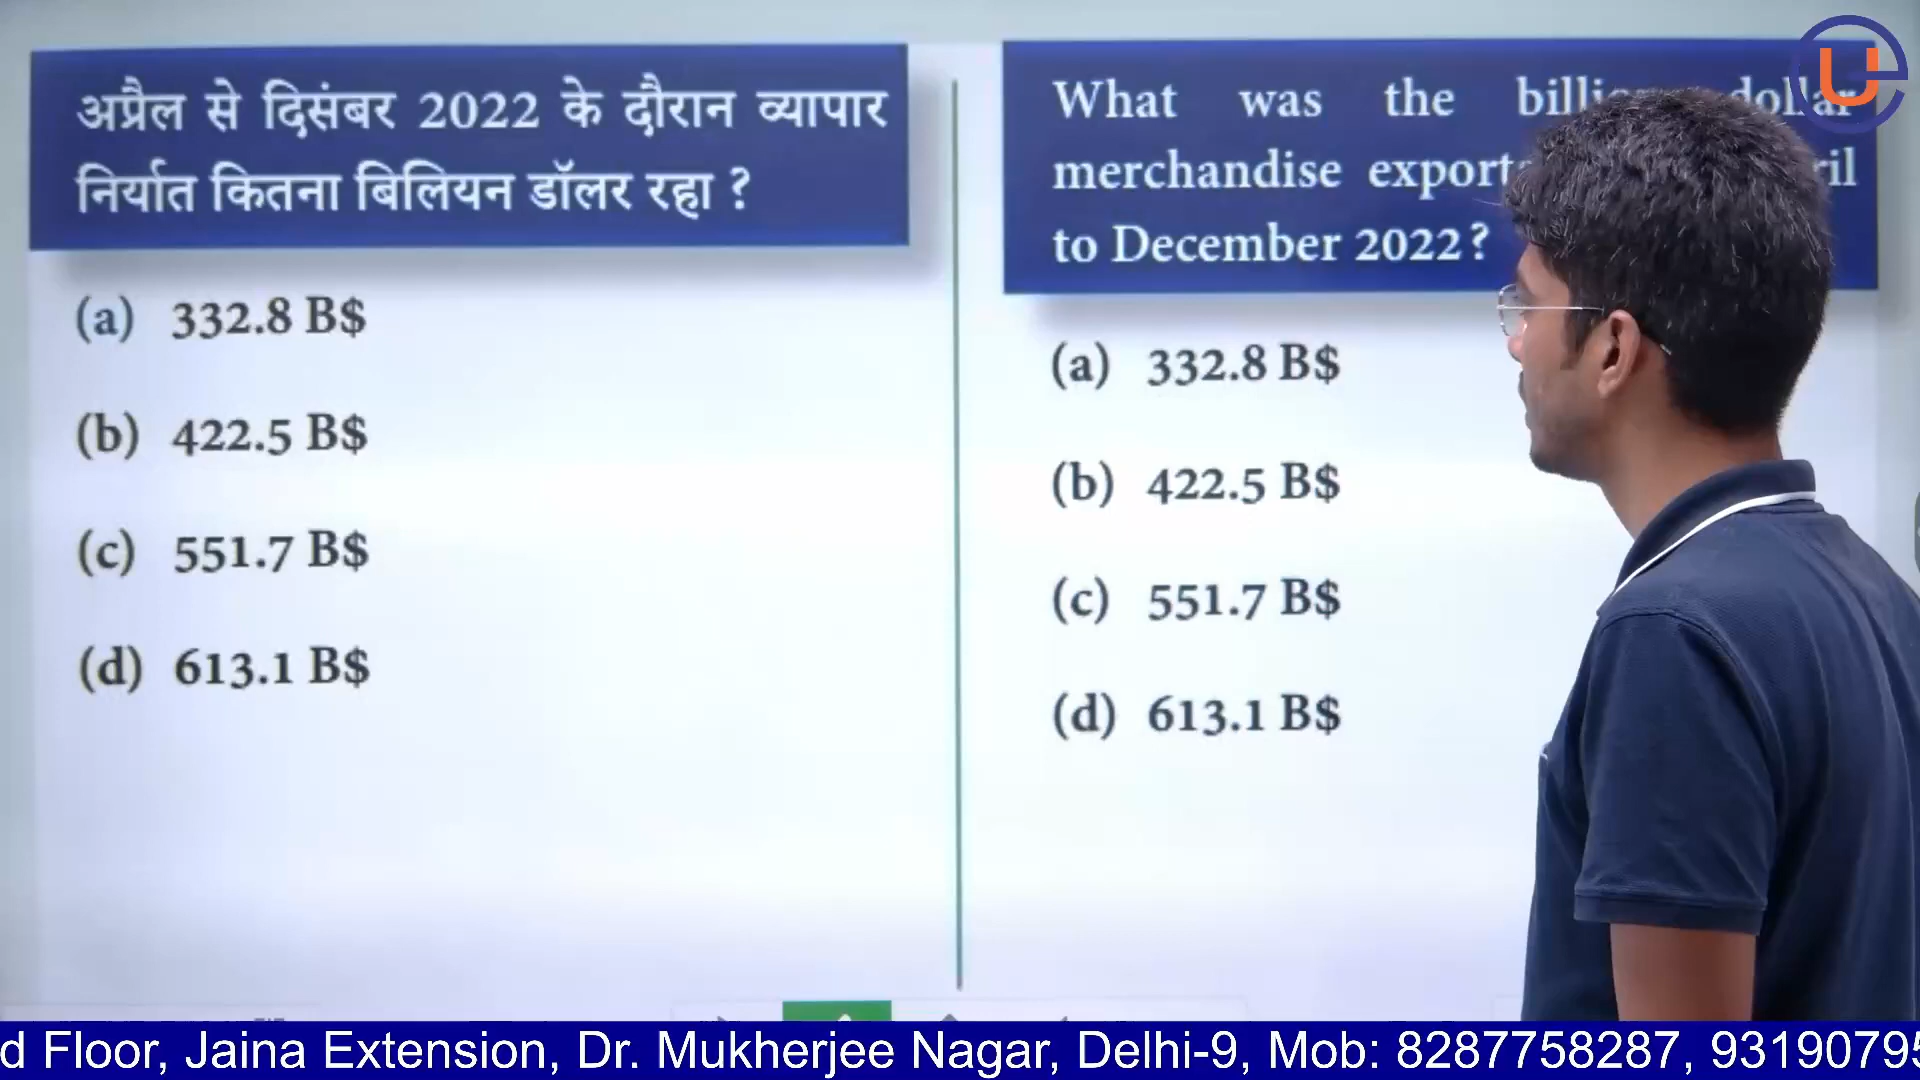 अप्रैल से दिसंबर 2022 के दौरान व्यापार
निर्यात कितना बिलियन डॉलर रहा ?
(a) 332.8 B$
(b) 422.5 B$
(c) 551.7 B$
(d) 613.1 B$
What was the dollar
merchandise
to December 2022?
(a) 332.8 B$
(b) 422.5 B$
(c) 551.7 B$
(d) 613.1 B$
U
d Floor, Jaina Extension, Dr. Mukherjee Nagar, Delhi-9, Mob: 8287758287, 93190795